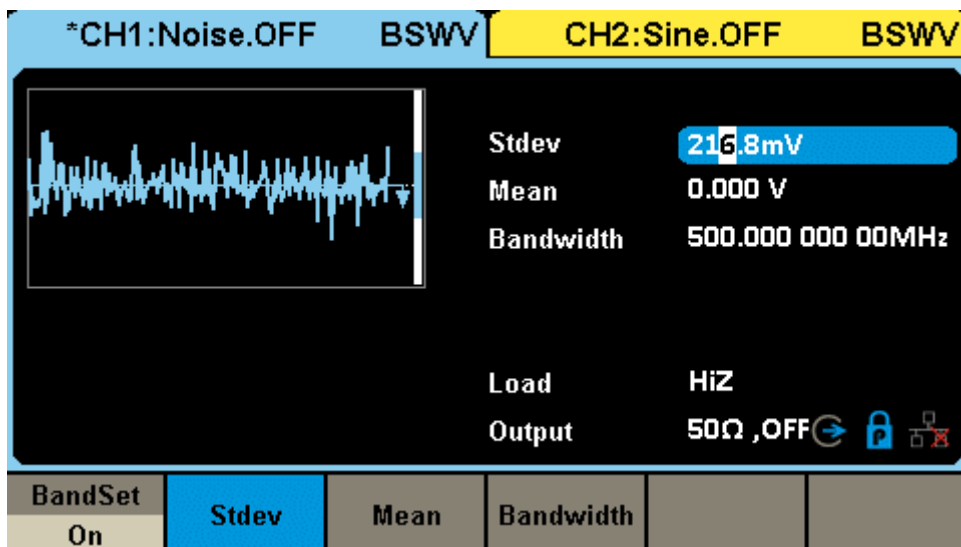 *CH1:Noise.OFF BSWV CH2:Sine.OFF BSWV
Stdev 216.8mV
Mean 0.000 V
Bandwidth 500.000 000 00MHz
Load HiZ
Output 50Ω ,OFF P
BandSet
On Stdev Mean Bandwidth